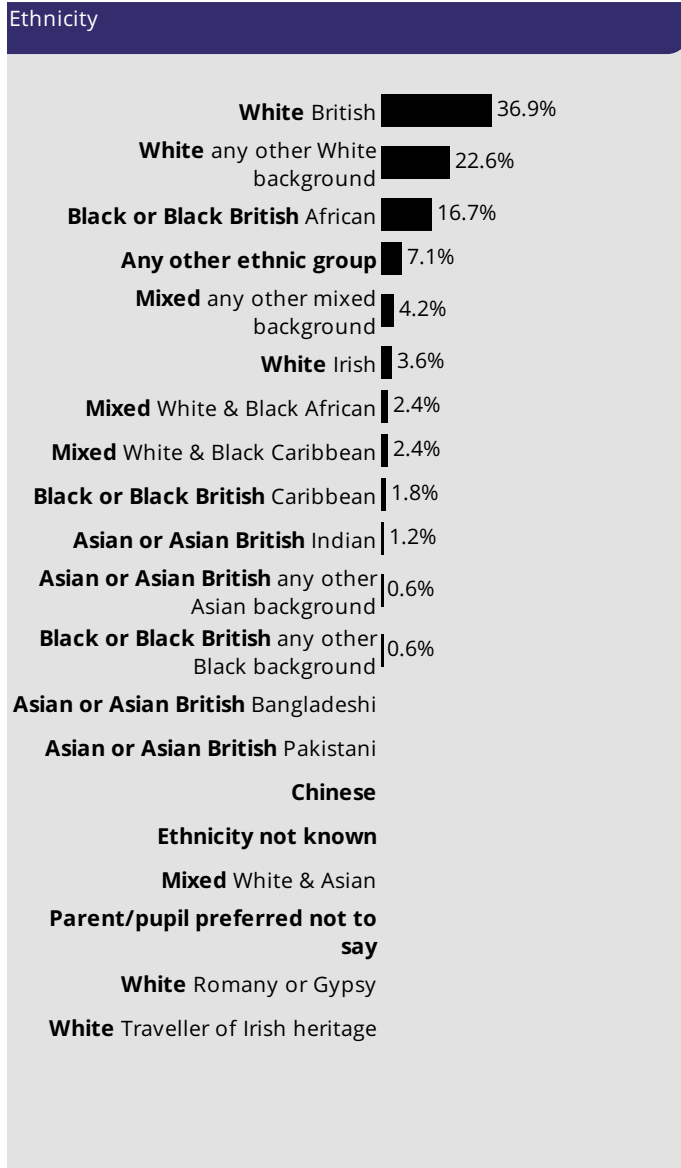 Ethnicity
White British 36.9%
White any other White
background 22.6%
Black or Black British African 16.7%
Any other ethnic group 7.1%
Mixed any other mixed
background 4.2%
White Irish 3.6%
Mixed White & Black African 2.4%
Mixed White & Black Caribbean 2.4%
Black or Black British Caribbean 1.8%
Asian or Asian British Indian 1.2%
Asian or Asian British any other
Asian background 0.6%
Black or Black British any other
Black background 0.6%
Asian or Asian British Bangladeshi
Asian or Asian British Pakistani
Chinese
Ethnicity not known
Mixed White & Asian
Parent/pupil preferred not to
say
White Romany or Gypsy
White Traveller of Irish heritage